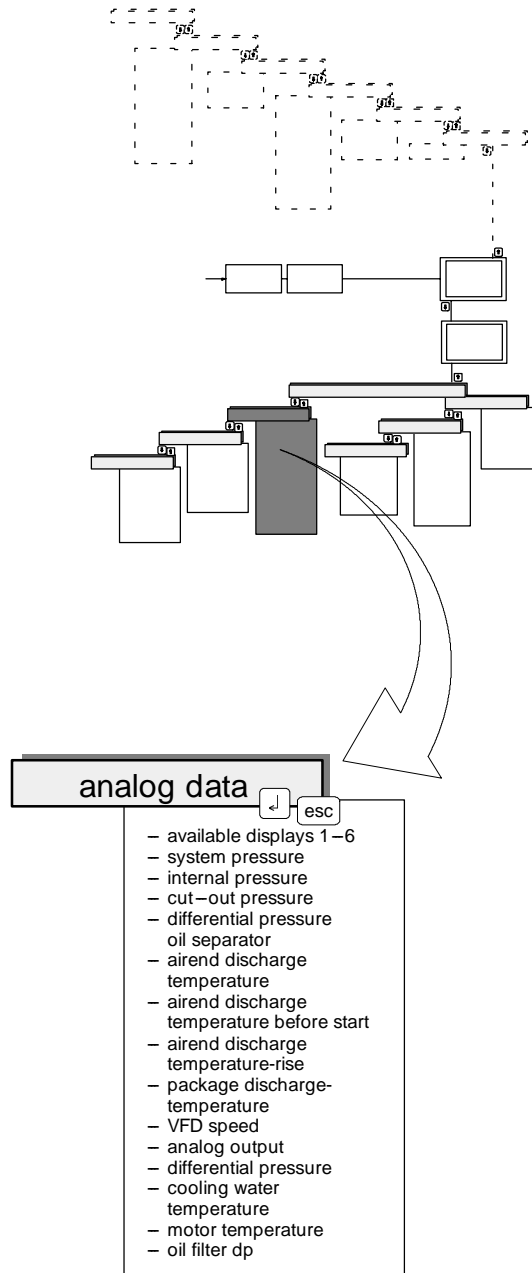 analog data
esc
– available displays 1–6
– system pressure
– internal pressure
– cut–out pressure
– differential pressure
oil separator
– airend discharge
temperature
– airend discharge
temperature before start
– airend discharge
temperature-rise
– package discharge-
temperature
– VFD speed
– analog output
– differential pressure
– cooling water
temperature
– motor temperature
– oil filter dp